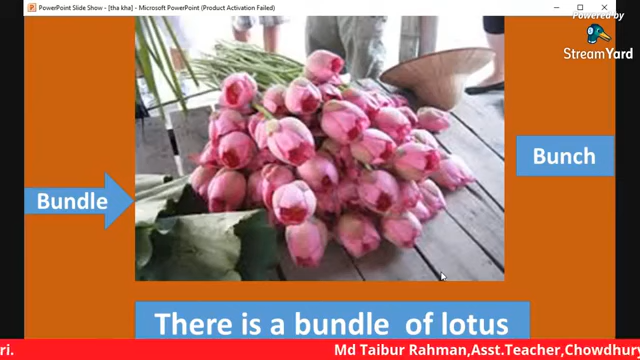 PowerPoint Slide Show - [tha kha] - Microsoft PowerPoint (Product Activation Failed)
Powered by
StreamYard
Bunch
Bundle
There is a bundle of lotus
ri.
Md Taibur Rahman,Asst.Teacher,Chowdhury